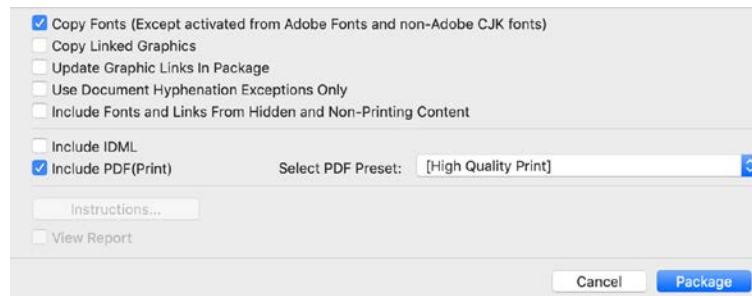 Copy Fonts (Except activated from Adobe Fonts and non-Adobe CJK fonts)
Copy Linked Graphics
Update Graphic Links In Package
Use Document Hyphenation Exceptions Only
Include Fonts and Links From Hidden and Non-Printing Content
Include IDML
Include PDF(Print) Select PDF Preset: [High Quality Print]
Instructions...
View Report
Cancel Package